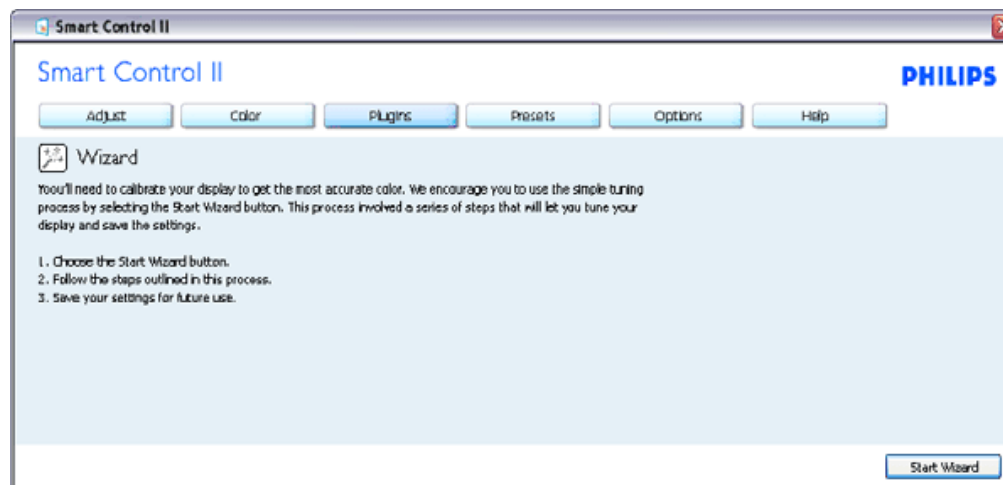 Smart Control II
Smart Control II
PHILIPS
Adjust Color Plugins Presets Options Help
Wizard
Yoou'll need to calibrate your display to get the most accurate color. We encourage you to use the simple tuning
process by selecting the Start Wizard button. This process involved a series of steps that will let you tune your
display and save the settings.
1. Choose the Start Wizard button.
2. Follow the steps outlined in this process.
3. Save your settings for future use.
Start Wizard